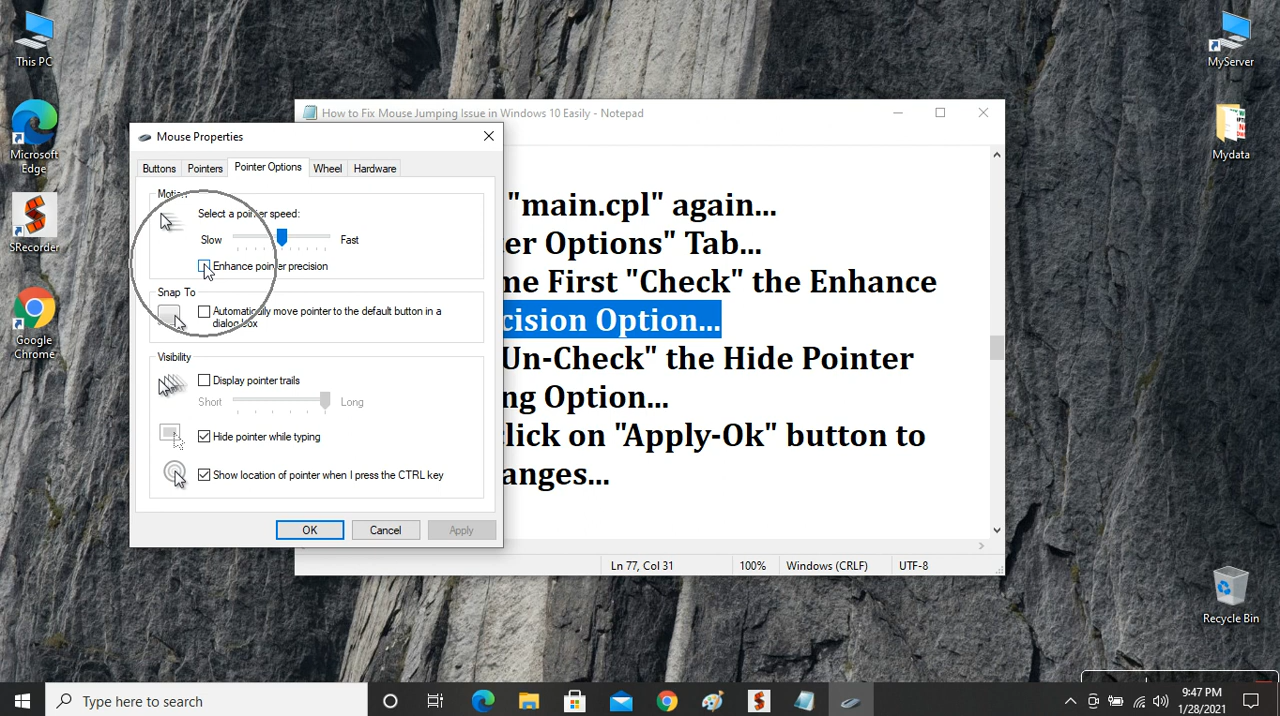 This PC
Microsoft
Edge
SRecorder
Google
Chrome
MyServer
Mydata
Recycle Bin
How to Fix Mouse Jumping Issue in Windows 10 Easily - Notepad
"main.cpl" again...
er Options" Tab...
me First "Check" the Enhance
cision Option...
Un-Check" the Hide Pointer
ng Option...
click on "Apply-Ok" button to
anges...
Ln 77, Col 31
100%
Windows (CRLF)
UTF-8
Mouse Properties
Buttons
Pointers
Pointer Options
Wheel
Hardware
Motion
Select a pointer speed:
Slow
Fast
Enhance pointer precision
Snap To
Automatically move pointer to the default button in a
dialog box
Visibility
Display pointer trails
Short
Long
Hide pointer while typing
Show location of pointer when I press the CTRL key
OK
Cancel
Apply
Type here to search
9:47 PM
1/28/2021